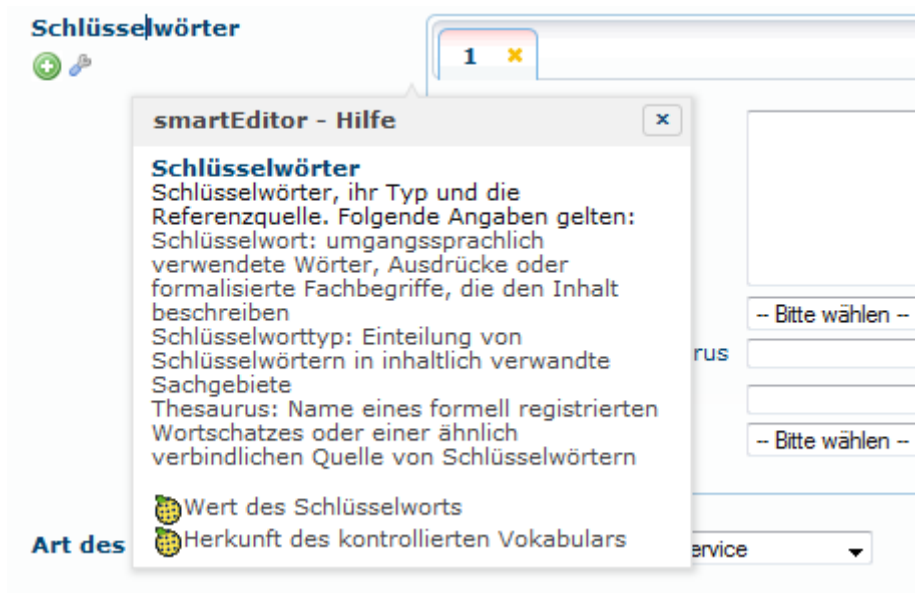 Schlüsselwörter
1
smartEditor - Hilfe
Schlüsselwörter
Schlüsselwörter, ihr Typ und die
Referenzquelle. Folgende Angaben gelten:
Schlüsselwort: umgangssprachlich
verwendete Wörter, Ausdrücke oder
formalisierte Fachbegriffe, die den Inhalt
beschreiben
Schlüsselworttyp: Einteilung von
Schlüsselwörtern in inhaltlich verwandte
Sachgebiete
Thesaurus: Name eines formell registrierten
Wortschatzes oder einer ähnlich
verbindlichen Quelle von Schlüsselwörtern
Wert des Schlüsselworts
Herkunft des kontrollierten Vokabulars
-- Bitte wählen --
rus
-- Bitte wählen --
Art des
ervice